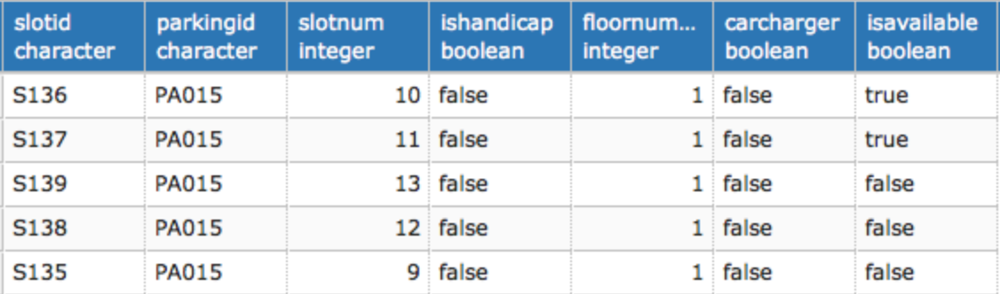 slotid parkingid slotnum ishandicap floornum... carcharger isavailable
character character integer boolean integer boolean boolean
S136 PA015 10 false 1 false true
S137 PA015 11 false 1 false true
S139 PA015 13 false 1 false false
S138 PA015 12 false 1 false false
S135 PA015 9 false 1 false false